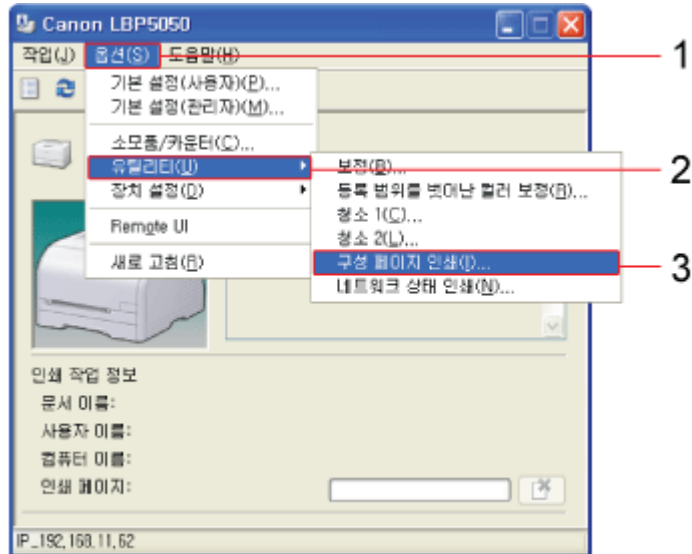 Canon LBP5050
작업(J) 옵션(S) 도움말(H)
1
기본 설정(사용자)(P)...
기본 설정(관리자)(M)...
소모품/카운터(C)...
유틸리티(U)
2
장치 설정(D)
Remote UI
새로 고침(R)
보정(B)...
등록 범위를 벗어난 컬러 보정(R)...
청소 1(C)...
청소 2(L)...
구성 페이지 인쇄(I)...
3
네트워크 상태 인쇄(N)...
인쇄 작업 정보
문서 이름:
사용자 이름:
컴퓨터 이름:
인쇄 페이지:
IP_192,168,11,62